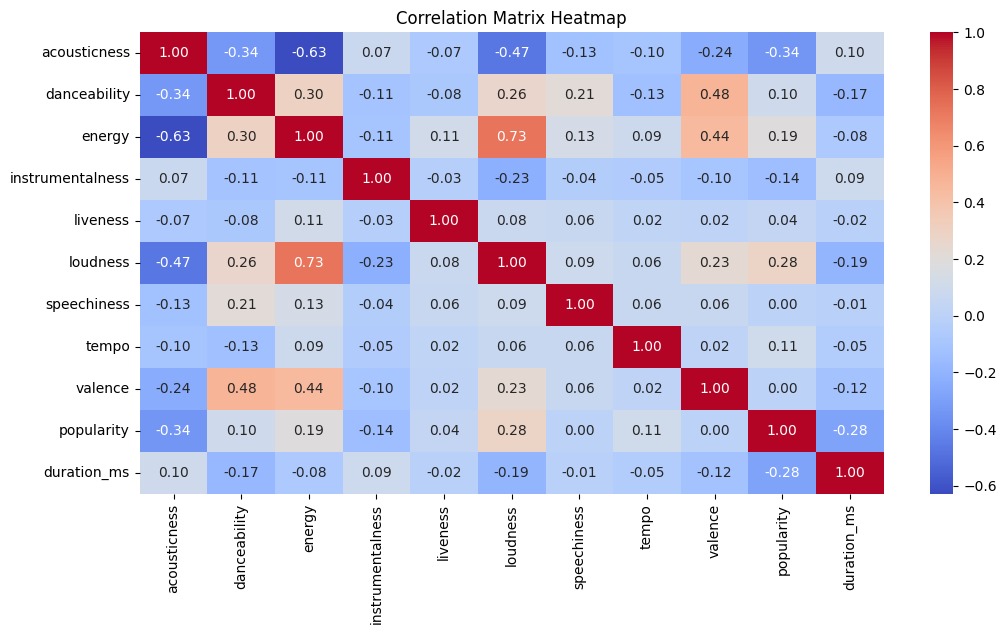 Correlation Matrix Heatmap
acousticness 1.00 -0.34 -0.63 0.07 -0.07 -0.47 -0.13 -0.10 -0.24 -0.34 0.10
danceability -0.34 1.00 0.30 -0.11 -0.08 0.26 0.21 -0.13 0.48 0.10 -0.17
energy -0.63 0.30 1.00 -0.11 0.11 0.73 0.13 0.09 0.44 0.19 -0.08
instrumentalness 0.07 -0.11 -0.11 1.00 -0.03 -0.23 -0.04 -0.05 -0.10 -0.14 0.09
liveness -0.07 -0.08 0.11 -0.03 1.00 0.08 0.06 0.02 0.02 0.04 -0.02
loudness -0.47 0.26 0.73 -0.23 0.08 1.00 0.09 0.06 0.23 0.28 -0.19
speechiness -0.13 0.21 0.13 -0.04 0.06 0.09 1.00 0.06 0.06 0.00 -0.01
tempo -0.10 -0.13 0.09 -0.05 0.02 0.06 0.06 1.00 0.02 0.11 -0.05
valence -0.24 0.48 0.44 -0.10 0.02 0.23 0.06 0.02 1.00 0.00 -0.12
popularity -0.34 0.10 0.19 -0.14 0.04 0.28 0.00 0.11 0.00 1.00 -0.28
duration_ms 0.10 -0.17 -0.08 0.09 -0.02 -0.19 -0.01 -0.05 -0.12 -0.28 1.00
acousticness
danceability
energy
instrumentalness
liveness
loudness
speechiness
tempo
valence
popularity
duration_ms
1.0
0.8
0.6
0.4
0.2
0.0
−0.2
−0.4
−0.6